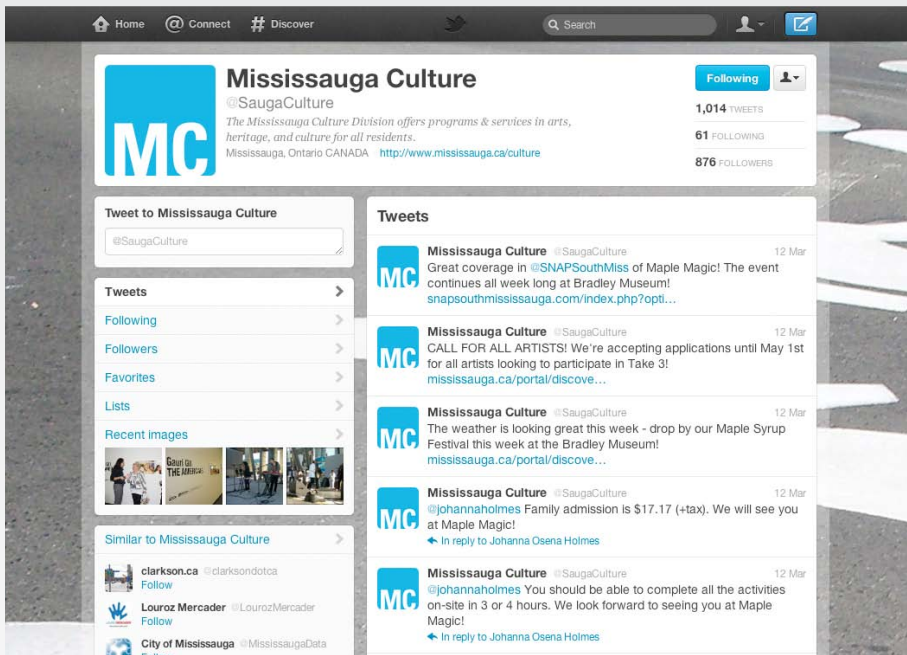 Home @ Connect # Discover Search
MC
Mississauga Culture
@SaugaCulture
The Mississauga Culture Division offers programs & services in arts,
heritage, and culture for all residents.
Mississauga, Ontario CANADA http://www.mississauga.ca/culture
Following
1,014 TWEETS
61 FOLLOWING
876 FOLLOWERS
Tweet to Mississauga Culture
@SaugaCulture
Tweets
Following
Followers
Favorites
Lists
Recent images
Gauri Gill
THE AMERICA
Similar to Mississauga Culture
clarkson.ca @clarksondotca
Follow
Louroz Mercader @LourozMercader
Follow
City of Mississauga @MississaugaData
Tweets
MC
Mississauga Culture @SaugaCulture 12 Mar
Great coverage in @SNAPSouthMiss of Maple Magic! The event
continues all week long at Bradley Museum!
snapsouthmississauga.com/index.php?opti...
MC
Mississauga Culture @SaugaCulture 12 Mar
CALL FOR ALL ARTISTS! We're accepting applications until May 1st
for all artists looking to participate in Take 3!
mississauga.ca/portal/discove...
MC
Mississauga Culture @SaugaCulture 12 Mar
The weather is looking great this week - drop by our Maple Syrup
Festival this week at the Bradley Museum!
mississauga.ca/portal/discove...
MC
Mississauga Culture @SaugaCulture 12 Mar
@johannaholmes Family admission is $17.17 (+tax). We will see you
at Maple Magic!
In reply to Johanna Osena Holmes
MC
Mississauga Culture @SaugaCulture 12 Mar
@johannaholmes You should be able to complete all the activities
on-site in 3 or 4 hours. We look forward to seeing you at Maple
Magic!
In reply to Johanna Osena Holmes